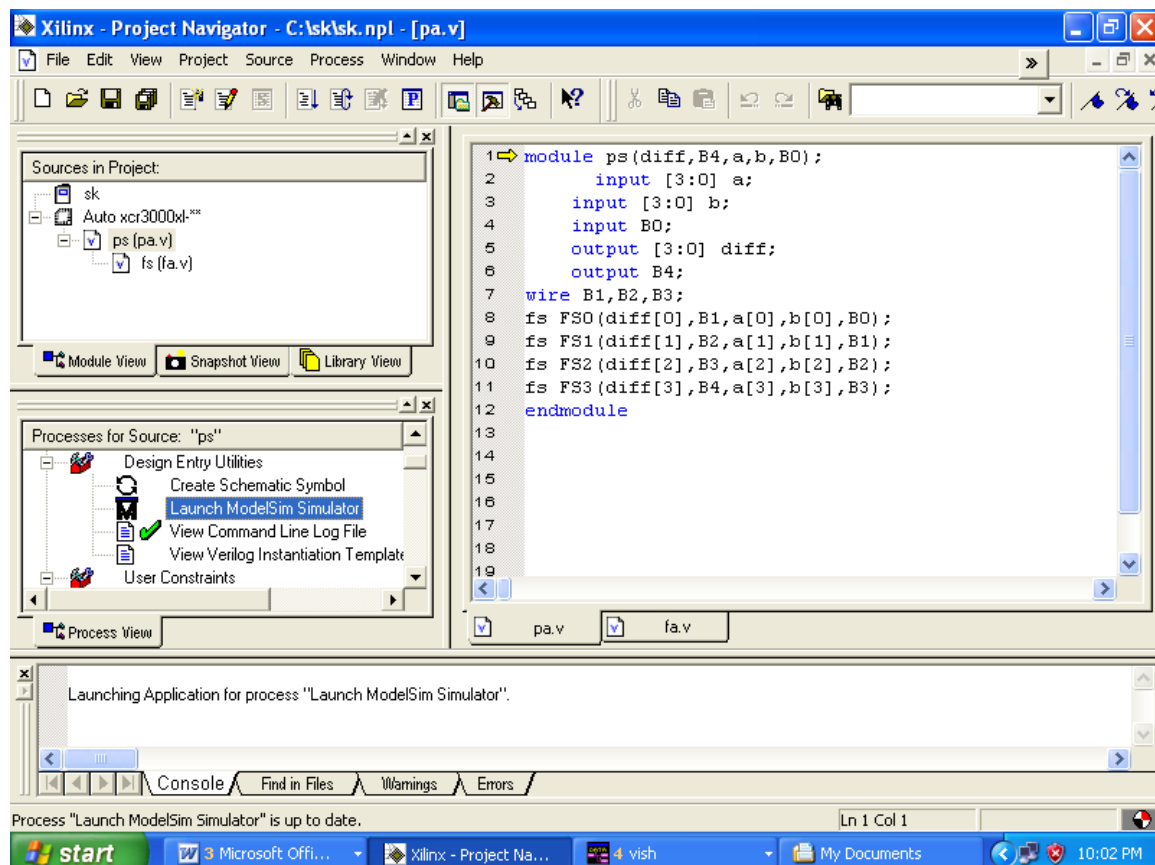 Xilinx - Project Navigator - C:\sk\sk.npl - [pa.v]
File Edit View Project Source Process Window Help
Sources in Project:
sk
Auto xcr3000xl-**
ps (pa.v)
fs (fa.v)
Module View Snapshot View Library View
Processes for Source: "ps"
Design Entry Utilities
Create Schematic Symbol
Launch ModelSim Simulator
View Command Line Log File
View Verilog Instantiation Template
User Constraints
Process View
1 module ps(diff,B4,a,b,B0);
2 input [3:0] a;
3 input [3:0] b;
4 input B0;
5 output [3:0] diff;
6 output B4;
7 wire B1,B2,B3;
8 fs FS0(diff[0],B1,a[0],b[0],B0);
9 fs FS1(diff[1],B2,a[1],b[1],B1);
10 fs FS2(diff[2],B3,a[2],b[2],B2);
11 fs FS3(diff[3],B4,a[3],b[3],B3);
12 endmodule
13
14
15
16
17
18
19
pa.v fa.v
Launching Application for process "Launch ModelSim Simulator".
Console Find in Files Warnings Errors
Process "Launch ModelSim Simulator" is up to date. Ln 1 Col 1
start 3 Microsoft Offi... Xilinx - Project Na... 4 vish My Documents 10:02 PM